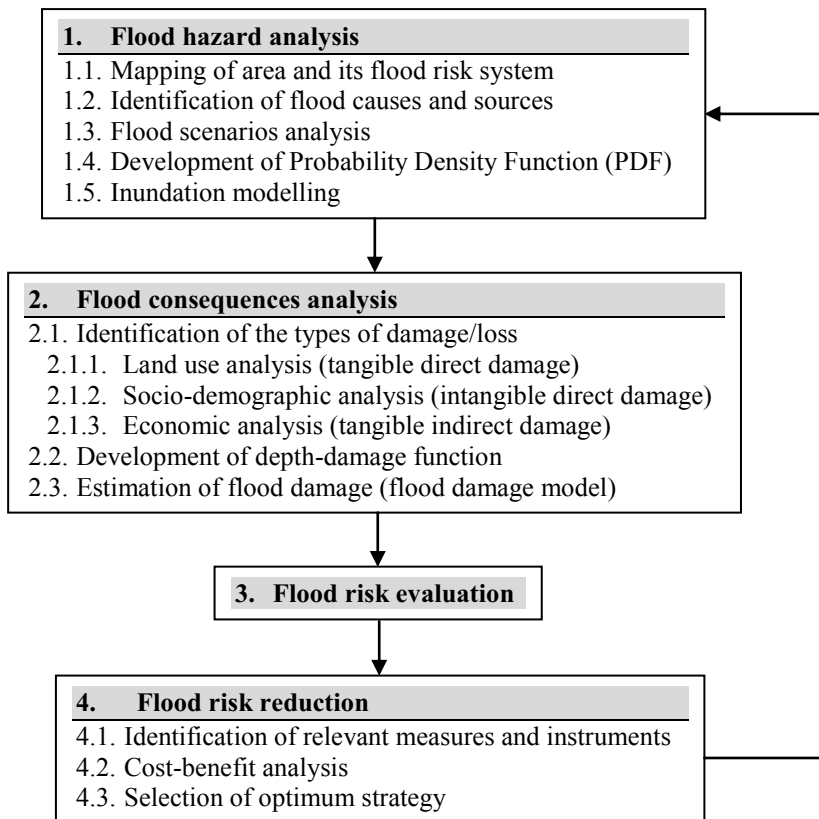 1. Flood hazard analysis
1.1. Mapping of area and its flood risk system
1.2. Identification of flood causes and sources
1.3. Flood scenarios analysis
1.4. Development of Probability Density Function (PDF)
1.5. Inundation modelling
2. Flood consequences analysis
2.1. Identification of the types of damage/loss
2.1.1. Land use analysis (tangible direct damage)
2.1.2. Socio-demographic analysis (intangible direct damage)
2.1.3. Economic analysis (tangible indirect damage)
2.2. Development of depth-damage function
2.3. Estimation of flood damage (flood damage model)
3. Flood risk evaluation
4. Flood risk reduction
4.1. Identification of relevant measures and instruments
4.2. Cost-benefit analysis
4.3. Selection of optimum strategy